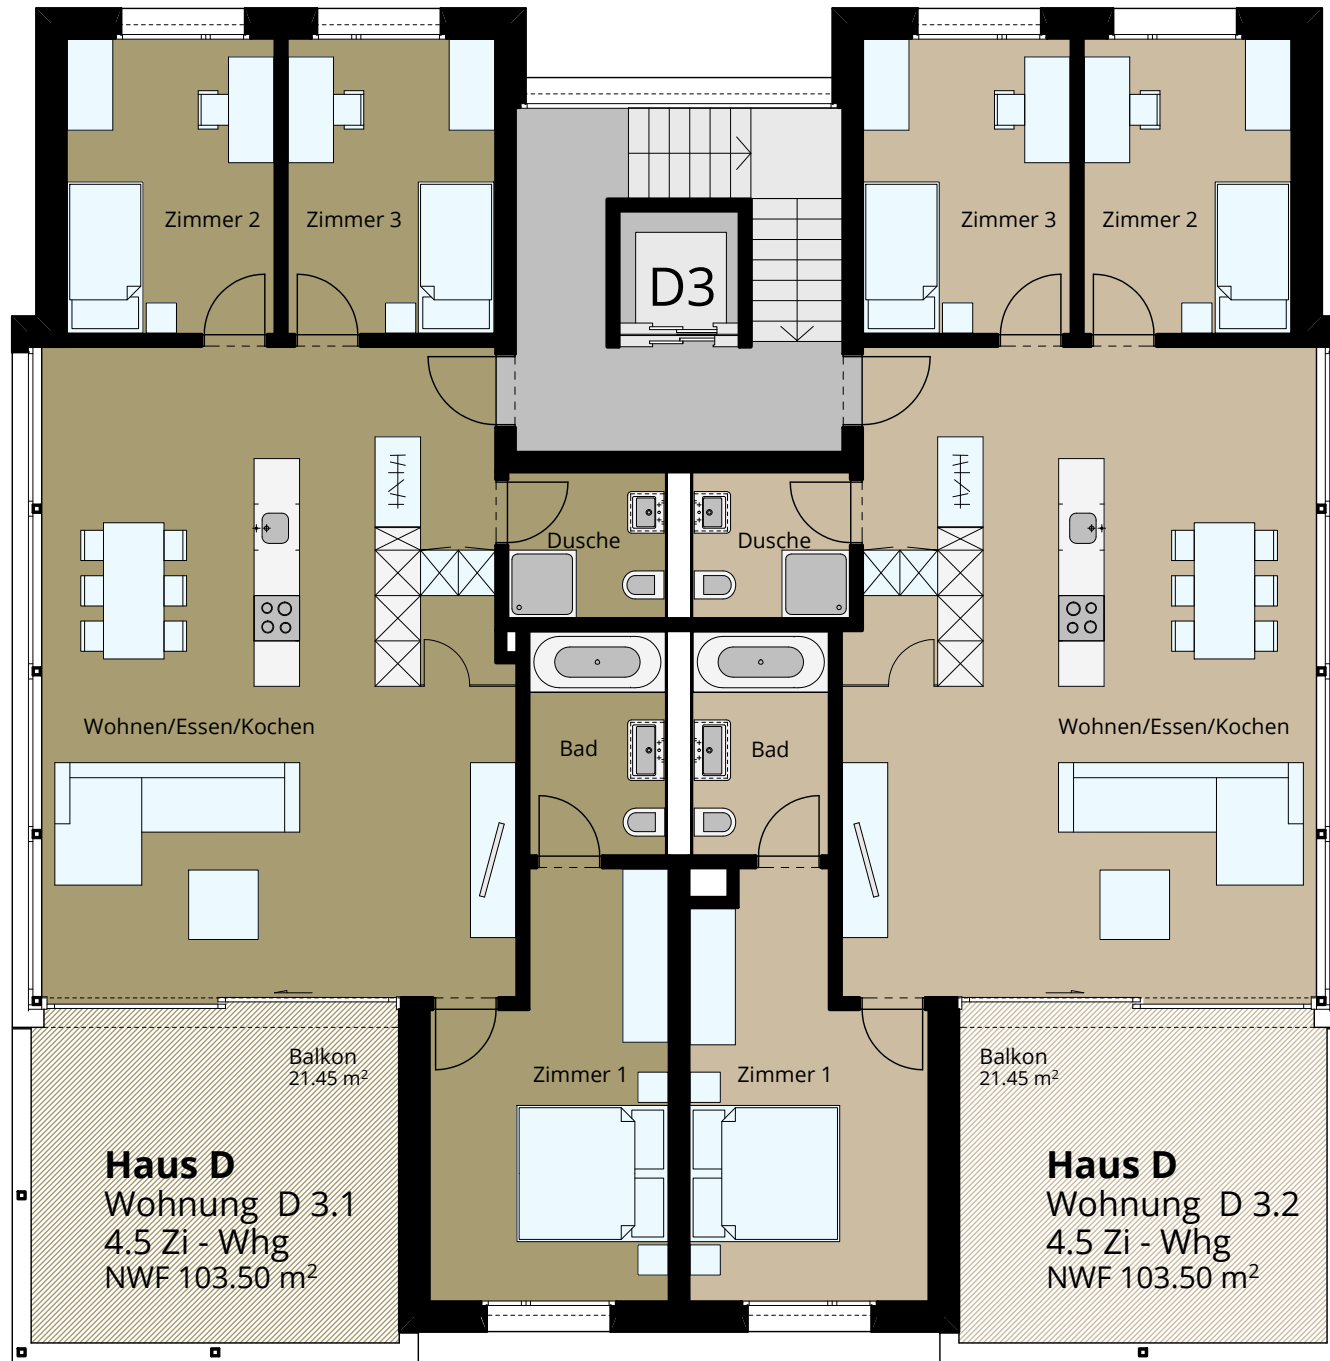 Zimmer 2
Zimmer 3
Zimmer 3
Zimmer 2
D3
Dusche
Dusche
Wohnen/Essen/Kochen
Bad
Bad
Wohnen/Essen/Kochen
Balkon
21.45 m²
Zimmer 1
Zimmer 1
Balkon
21.45 m²
Haus D
Wohnung D 3.1
4.5 Zi - Whg
NWF 103.50 m²
Haus D
Wohnung D 3.2
4.5 Zi - Whg
NWF 103.50 m²